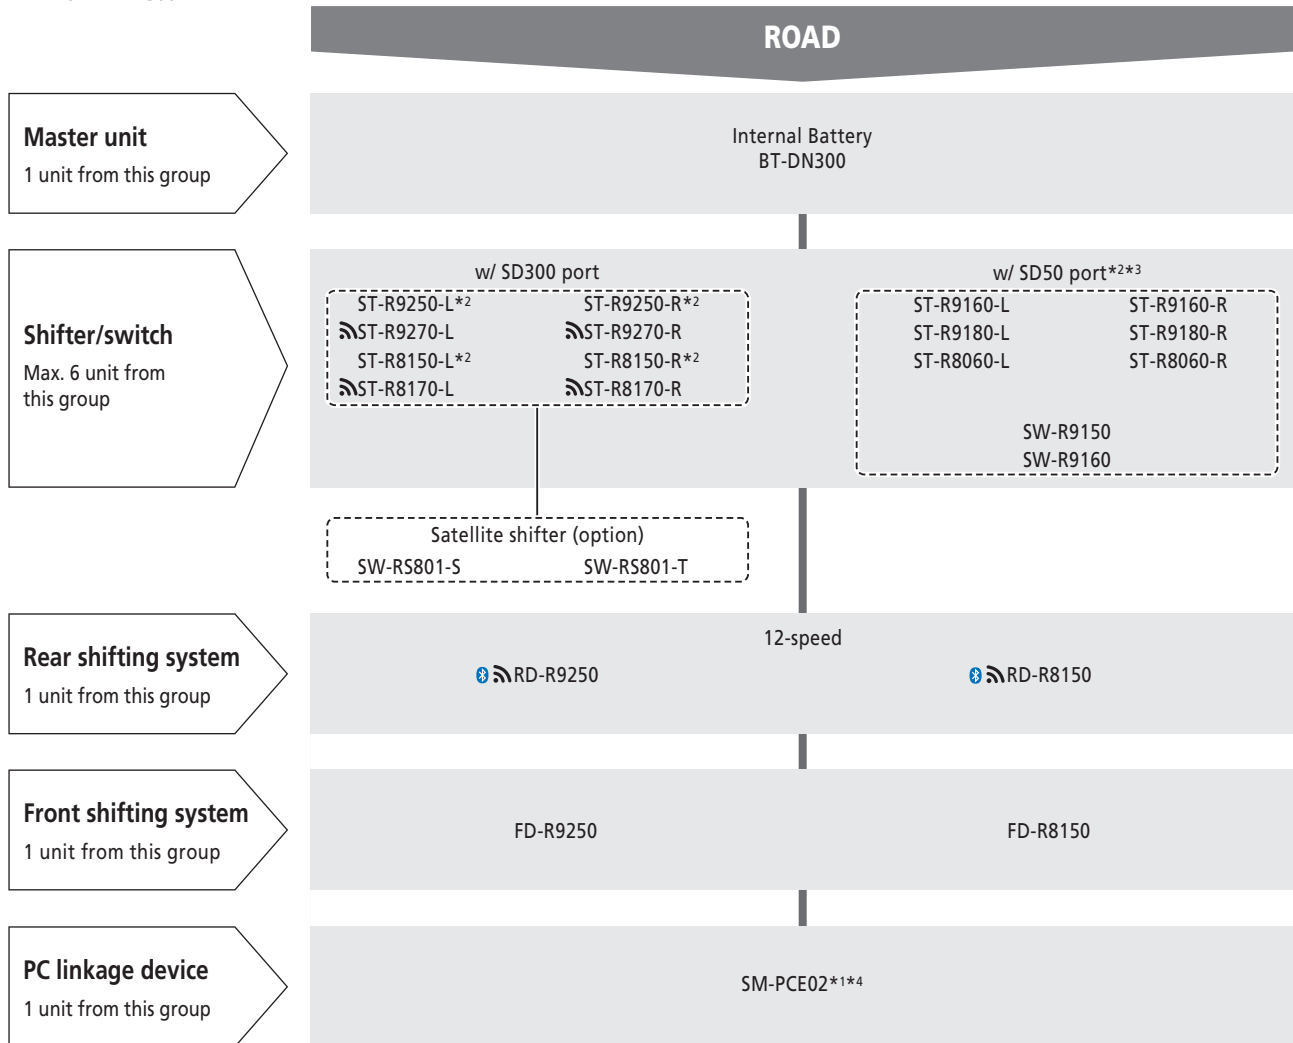 ROAD
Master unit
1 unit from this group
Internal Battery
BT-DN300
Shifter/switch
Max. 6 unit from
this group
w/ SD300 port
ST-R9250-L*2 ST-R9250-R*2
ST-R9270-L ST-R9270-R
ST-R8150-L*2 ST-R8150-R*2
ST-R8170-L ST-R8170-R
w/ SD50 port*2*3
ST-R9160-L ST-R9160-R
ST-R9180-L ST-R9180-R
ST-R8060-L ST-R8060-R
SW-R9150
SW-R9160
Satellite shifter (option)
SW-RS801-S SW-RS801-T
Rear shifting system
1 unit from this group
12-speed
RD-R9250 RD-R8150
Front shifting system
1 unit from this group
FD-R9250 FD-R8150
PC linkage device
1 unit from this group
SM-PCE02*1*4